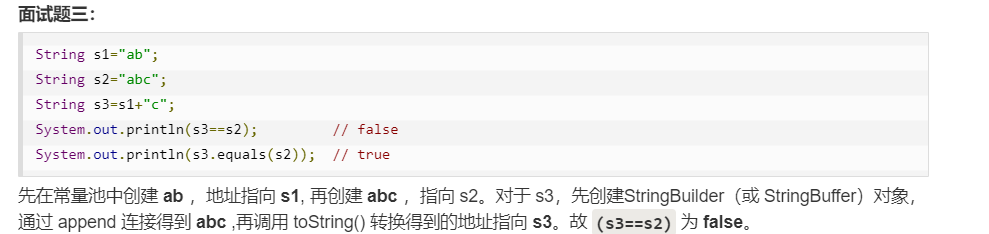 面试题三：
String s1="ab";
String s2="abc";
String s3=s1+"c";
System.out.println(s3==s2);         // false
System.out.println(s3.equals(s2));  // true
先在常量池中创建 ab ，地址指向 s1, 再创建 abc ，指向 s2。对于 s3，先创建StringBuilder（或 StringBuffer）对象，
通过 append 连接得到 abc ,再调用 toString() 转换得到的地址指向 s3。故 (s3==s2) 为 false。